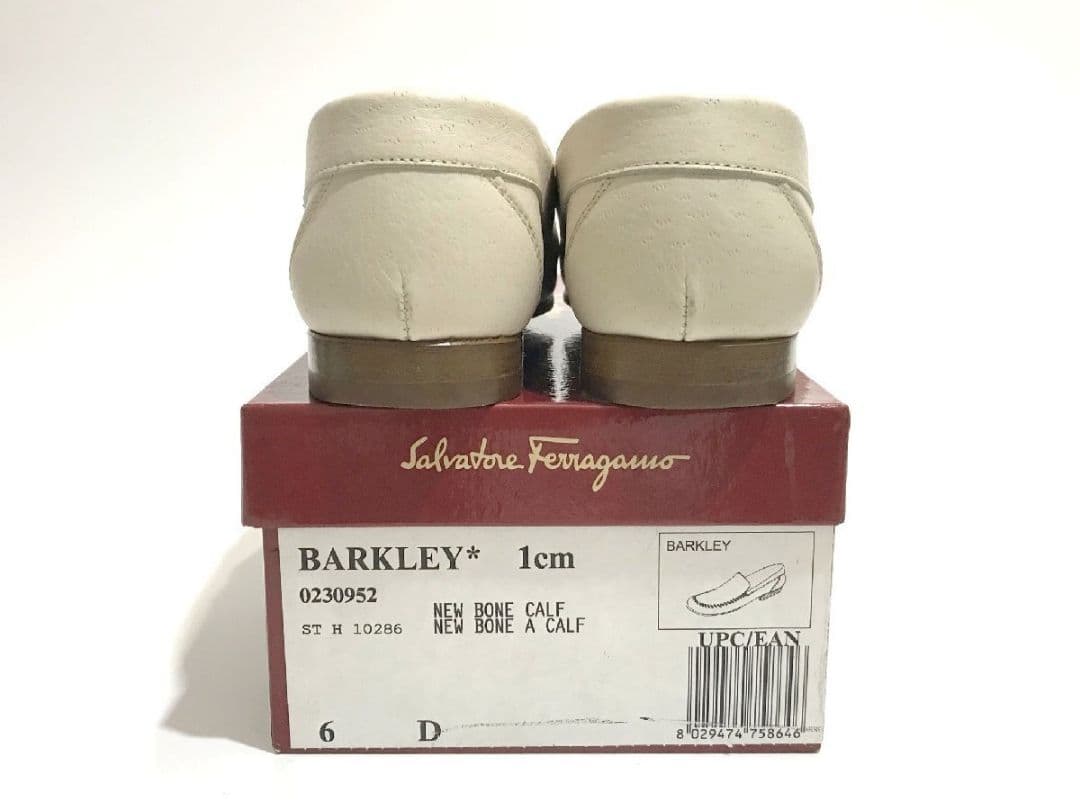 Salvatore Ferragamo
BARKLEY* 1cm
0230952
NEW BONE CALF
ST H 10286 NEW BONE A CALF
6 D
BARKLEY
UPC/EAN
8 029474 758646